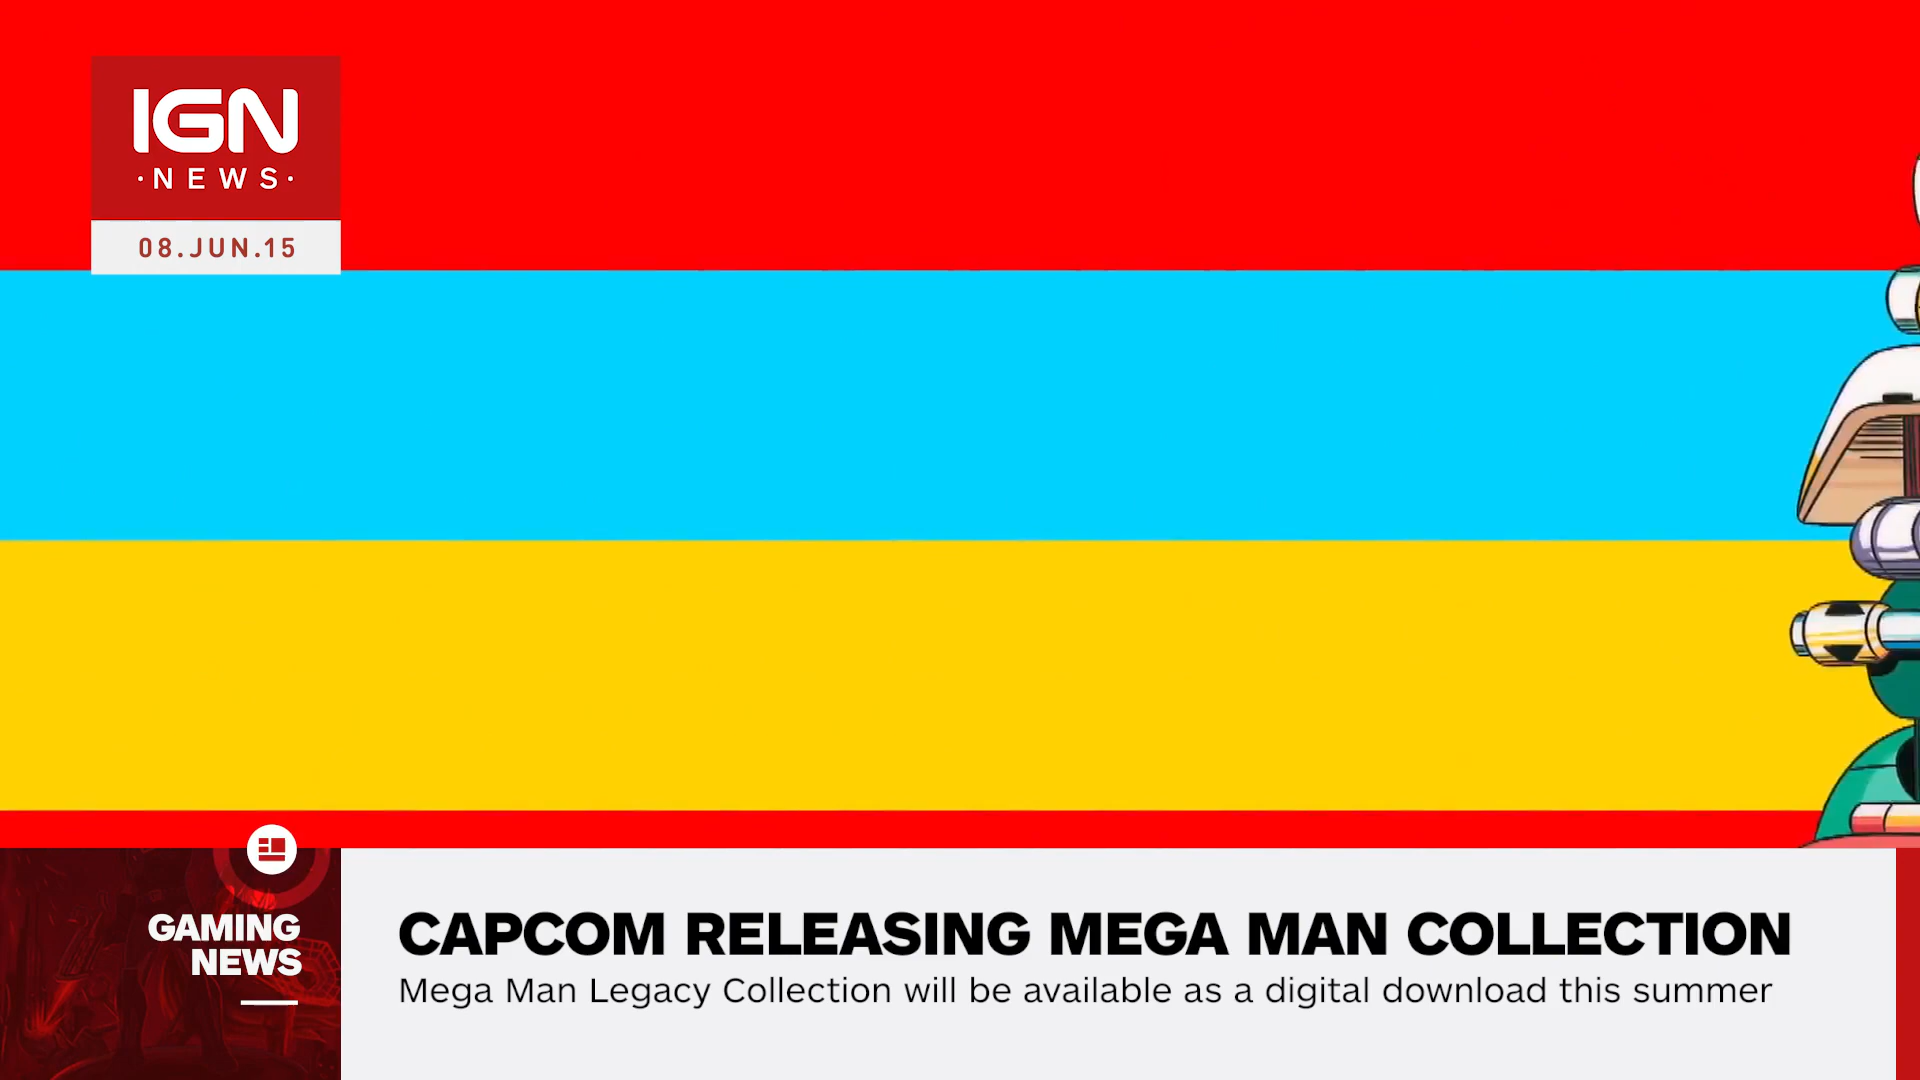 IGN
·NEWS·
08.JUN.15
GAMING
NEWS
CAPCOM RELEASING MEGA MAN COLLECTION
Mega Man Legacy Collection will be available as a digital download this summer